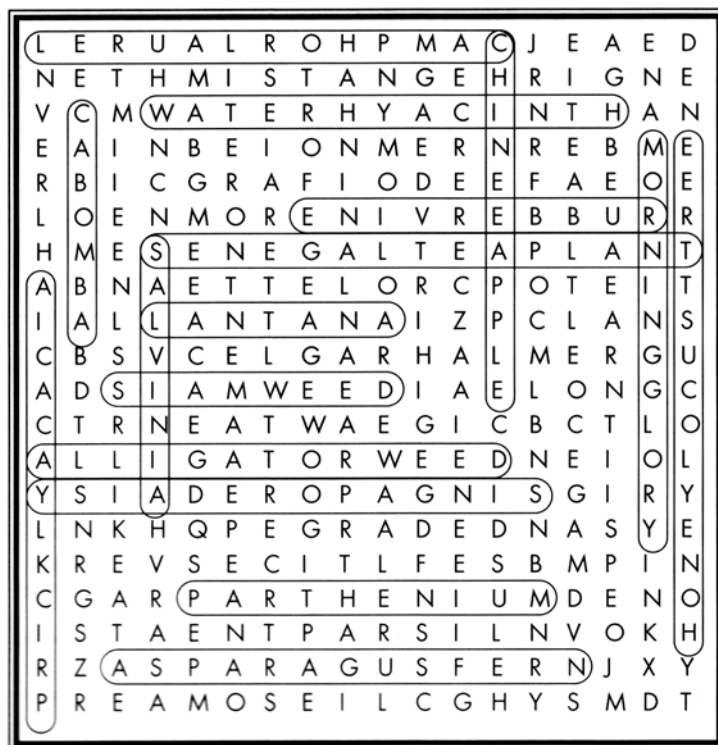 L E R U A L R O H P M A C J E A E D
N E T H M I S T A N G E H R I G N E
V C M W A T E R H Y A C I N T H A N
E A I N B E I O N M E R N R E B M E
R B I C G R A F I O D E E F A E O E
L O E N M O R E N I V R E B B U R R
H M E S E N E G A L T E A P L A N T
A B N A E T T E L O R C P O T E I T
I A L L A N T A N A I Z P C L A N S
C B S V C E L G A R H A L M E R G U
A D S I A M W E E D I A E L O N G C
C T R N E A T W A E G I C B C T L O
A L L I G A T O R W E E D N E I O L
Y S I A D E R O P A G N I S G I R Y
L N K H Q P E G R A D E D N A S Y E
K R E V S E C I T L F E S B M P I N
C G A R P A R T H E N I U M D E N O
I S T A E N T P A R S I L N V O K H
R Z A S P A R A G U S F E R N J X Y
P R E A M O S E I L C G H Y S M D T